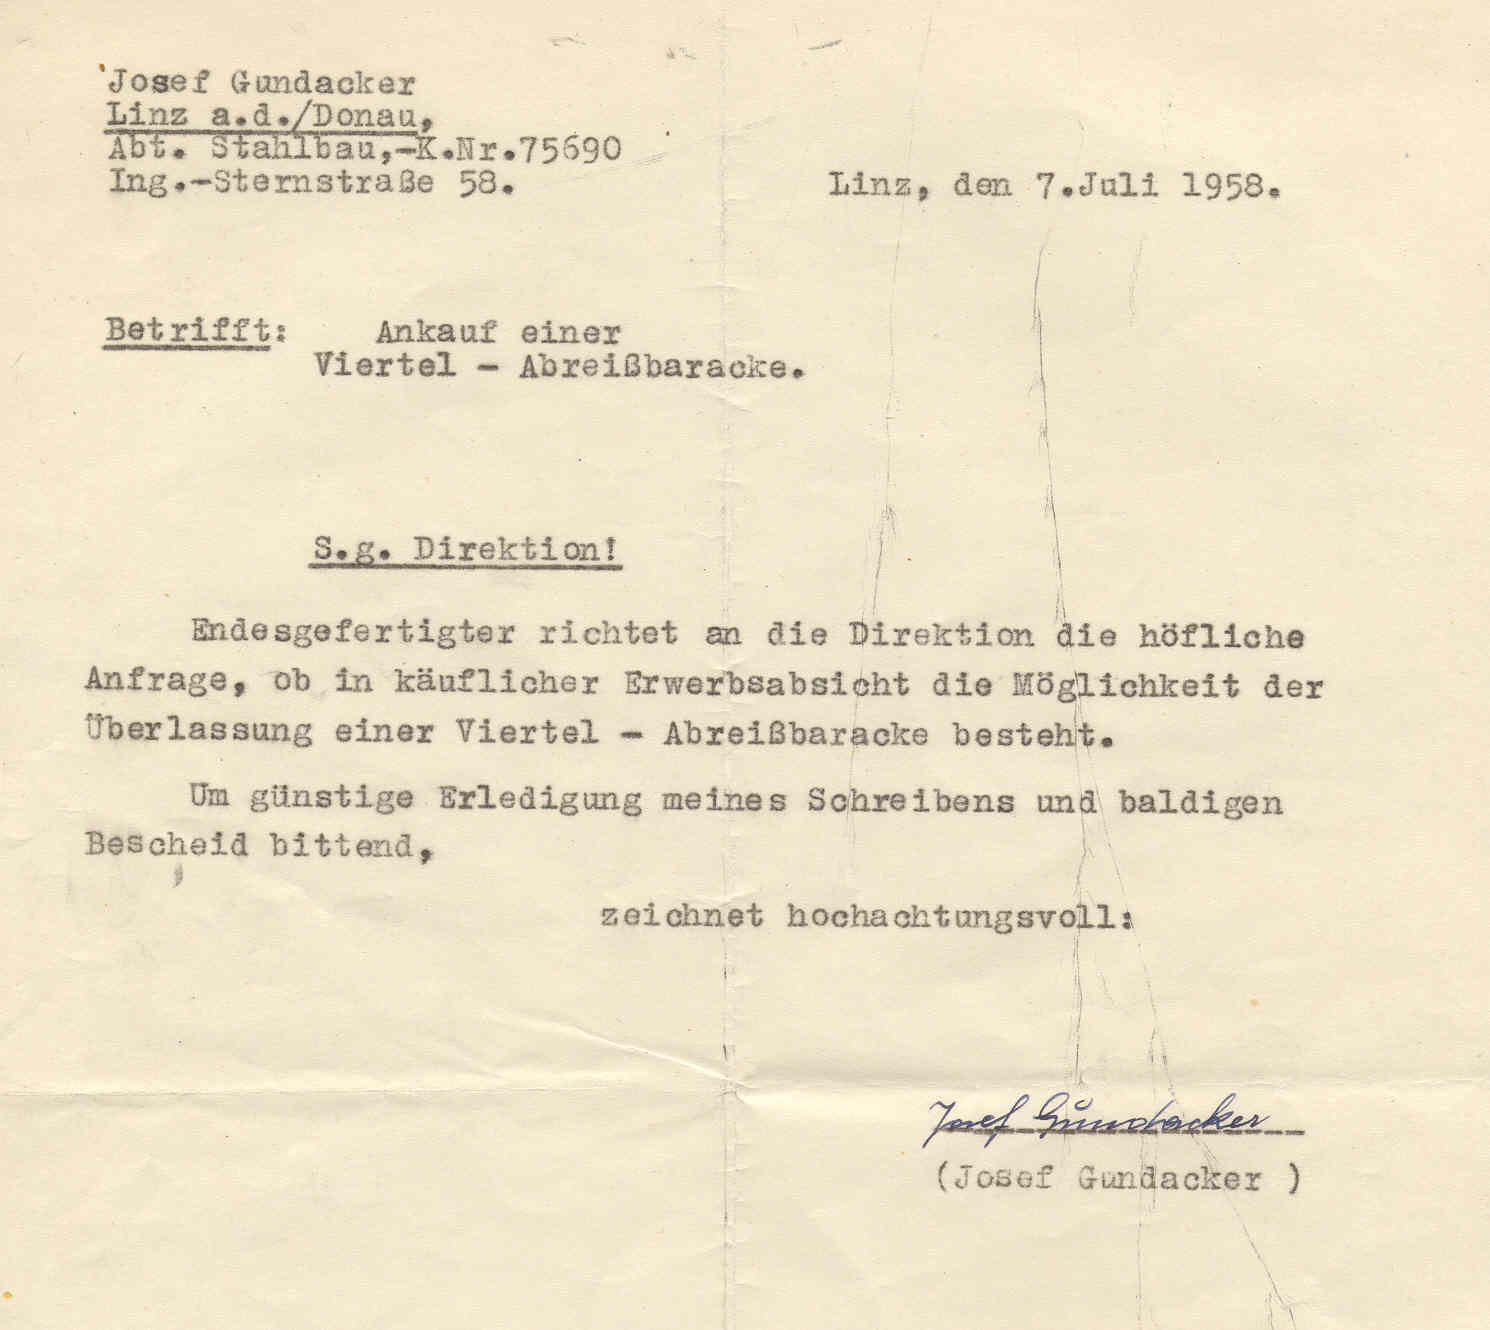 Josef Gundacker
Linz a.d./Donau,
Abt. Stahlbau,-K.Nr.75690
Ing.-Sternstraße 58.
Linz, den 7.Juli 1958.
Betrifft: Ankauf einer
Viertel - Abreißbaracke.
S.g. Direktion!
Endesgefertigter richtet an die Direktion die höfliche
Anfrage, ob in käuflicher Erwerbsabsicht die Möglichkeit der
Überlassung einer Viertel - Abreißbaracke besteht.
Um günstige Erledigung meines Schreibens und baldigen
Bescheid bittend,
zeichnet hochachtungsvoll:
Josef Gundacker
(Josef Gundacker )